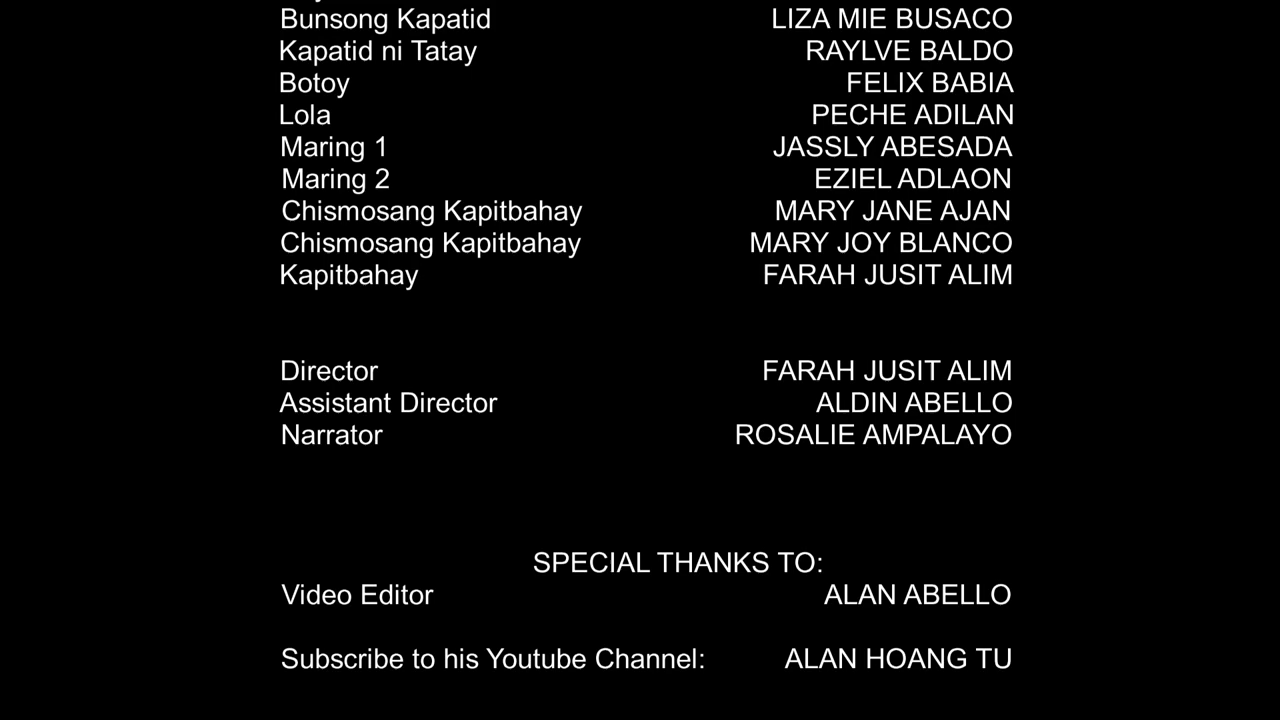 Bunsong Kapatid LIZA MIE BUSACO
Kapatid ni Tatay RAYLVE BALDO
Botoy FELIX BABIA
Lola PECHE ADILAN
Maring 1 JASSLY ABESADA
Maring 2 EZIEL ADLAON
Chismosang Kapitbahay MARY JANE AJAN
Chismosang Kapitbahay MARY JOY BLANCO
Kapitbahay FARAH JUSIT ALIM
Director FARAH JUSIT ALIM
Assistant Director ALDIN ABELLO
Narrator ROSALIE AMPALAYO
SPECIAL THANKS TO:
Video Editor ALAN ABELLO
Subscribe to his Youtube Channel: ALAN HOANG TU